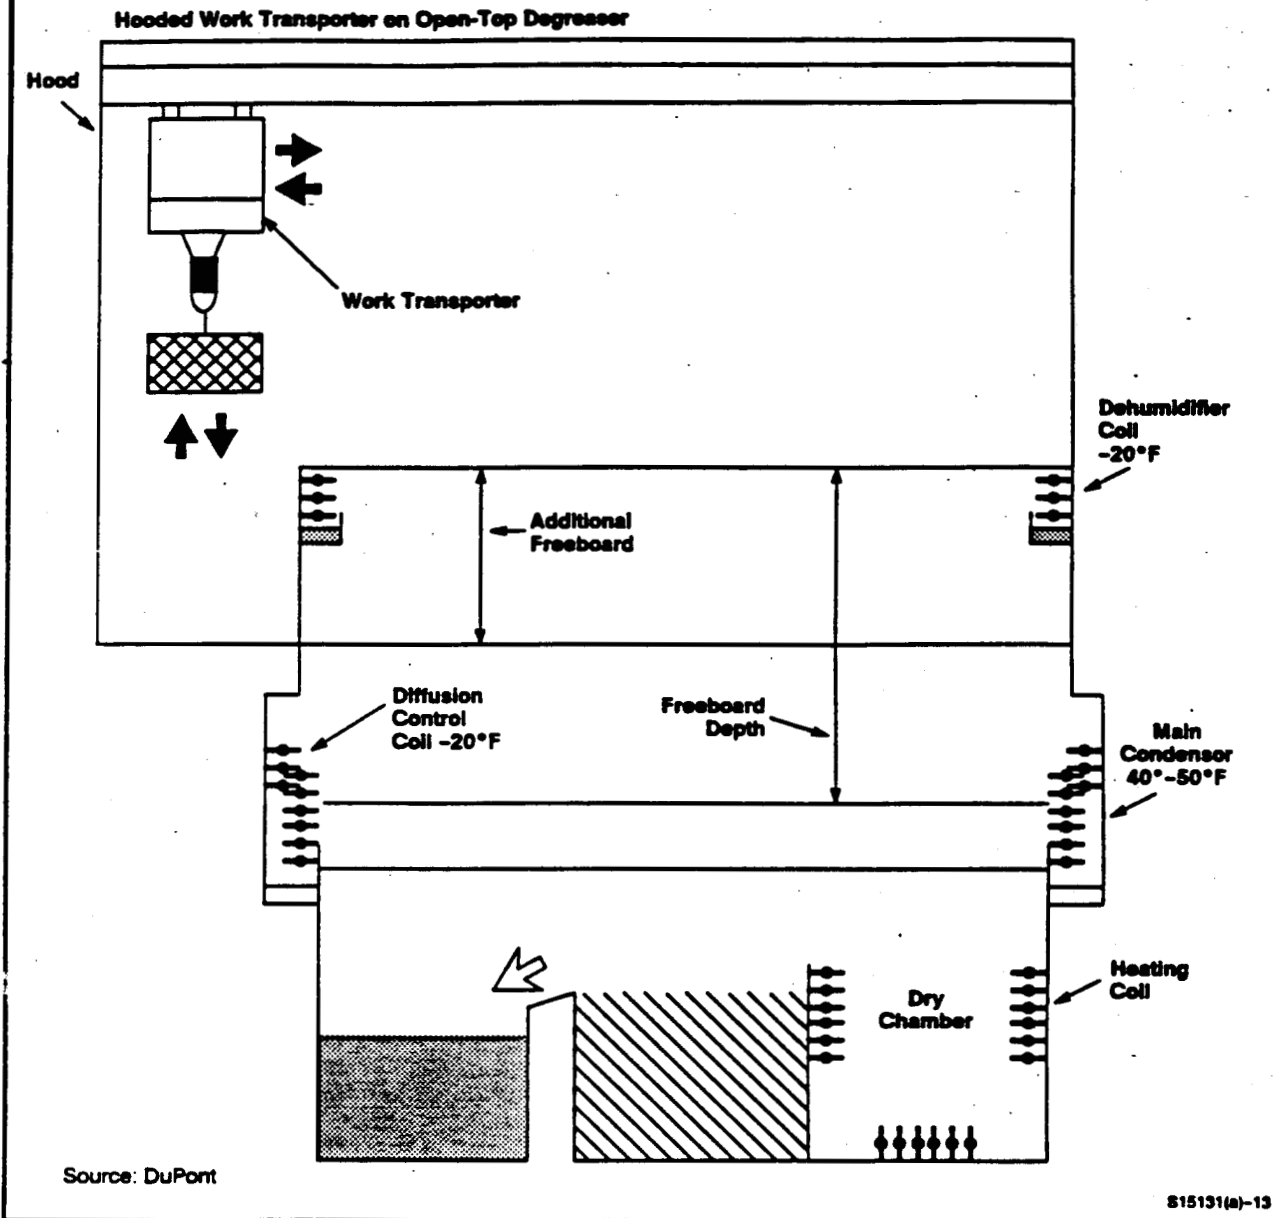 Hooded Work Transporter on Open-Top Degreaser
Hood
Work Transporter
Dehumidifier
Coil
-20°F
Additional
Freeboard
Diffusion
Control
Coil -20°F
Freeboard
Depth
Main
Condensor
40°-50°F
Heating
Coil
Dry
Chamber
Source: DuPont
S15131(a)-13